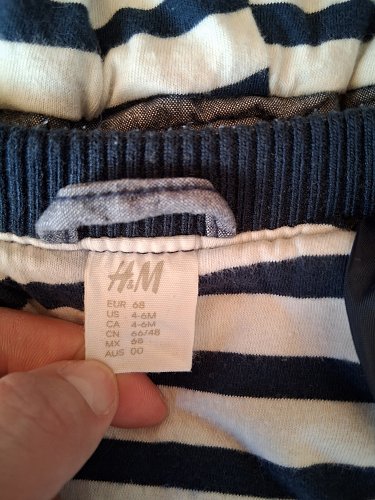 H&M
EUR 68
US 4-6M
CA 4-6M
CN 66/48
MX 68
AUS 00